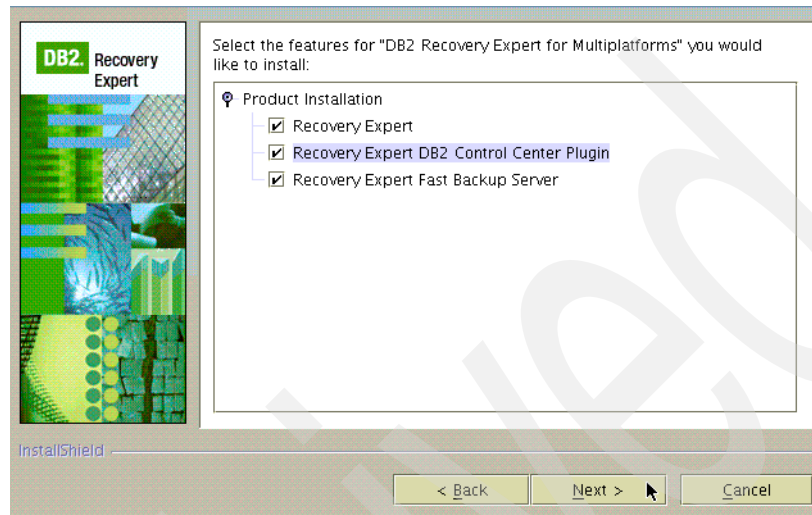 DB2. Recovery
Expert
Select the features for "DB2 Recovery Expert for Multiplatforms" you would
like to install:
Product Installation
Recovery Expert
Recovery Expert DB2 Control Center Plugin
Recovery Expert Fast Backup Server
InstallShield
< Back
Next >
Cancel